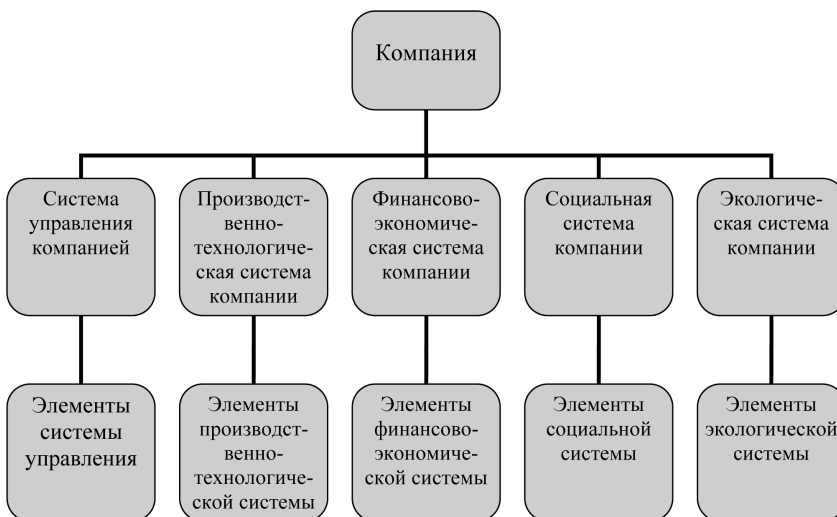 Компания
Система
управления
компанией
Производст-
венно-
технологиче-
ская система
компании
Финансово-
экономиче-
ская система
компании
Социальная
система
компании
Экологиче-
ская система
компании
Элементы
системы
управления
Элементы
производст-
венно-
технологиче-
ской системы
Элементы
финансово-
экономиче-
ской системы
Элементы
социальной
системы
Элементы
экологической
системы